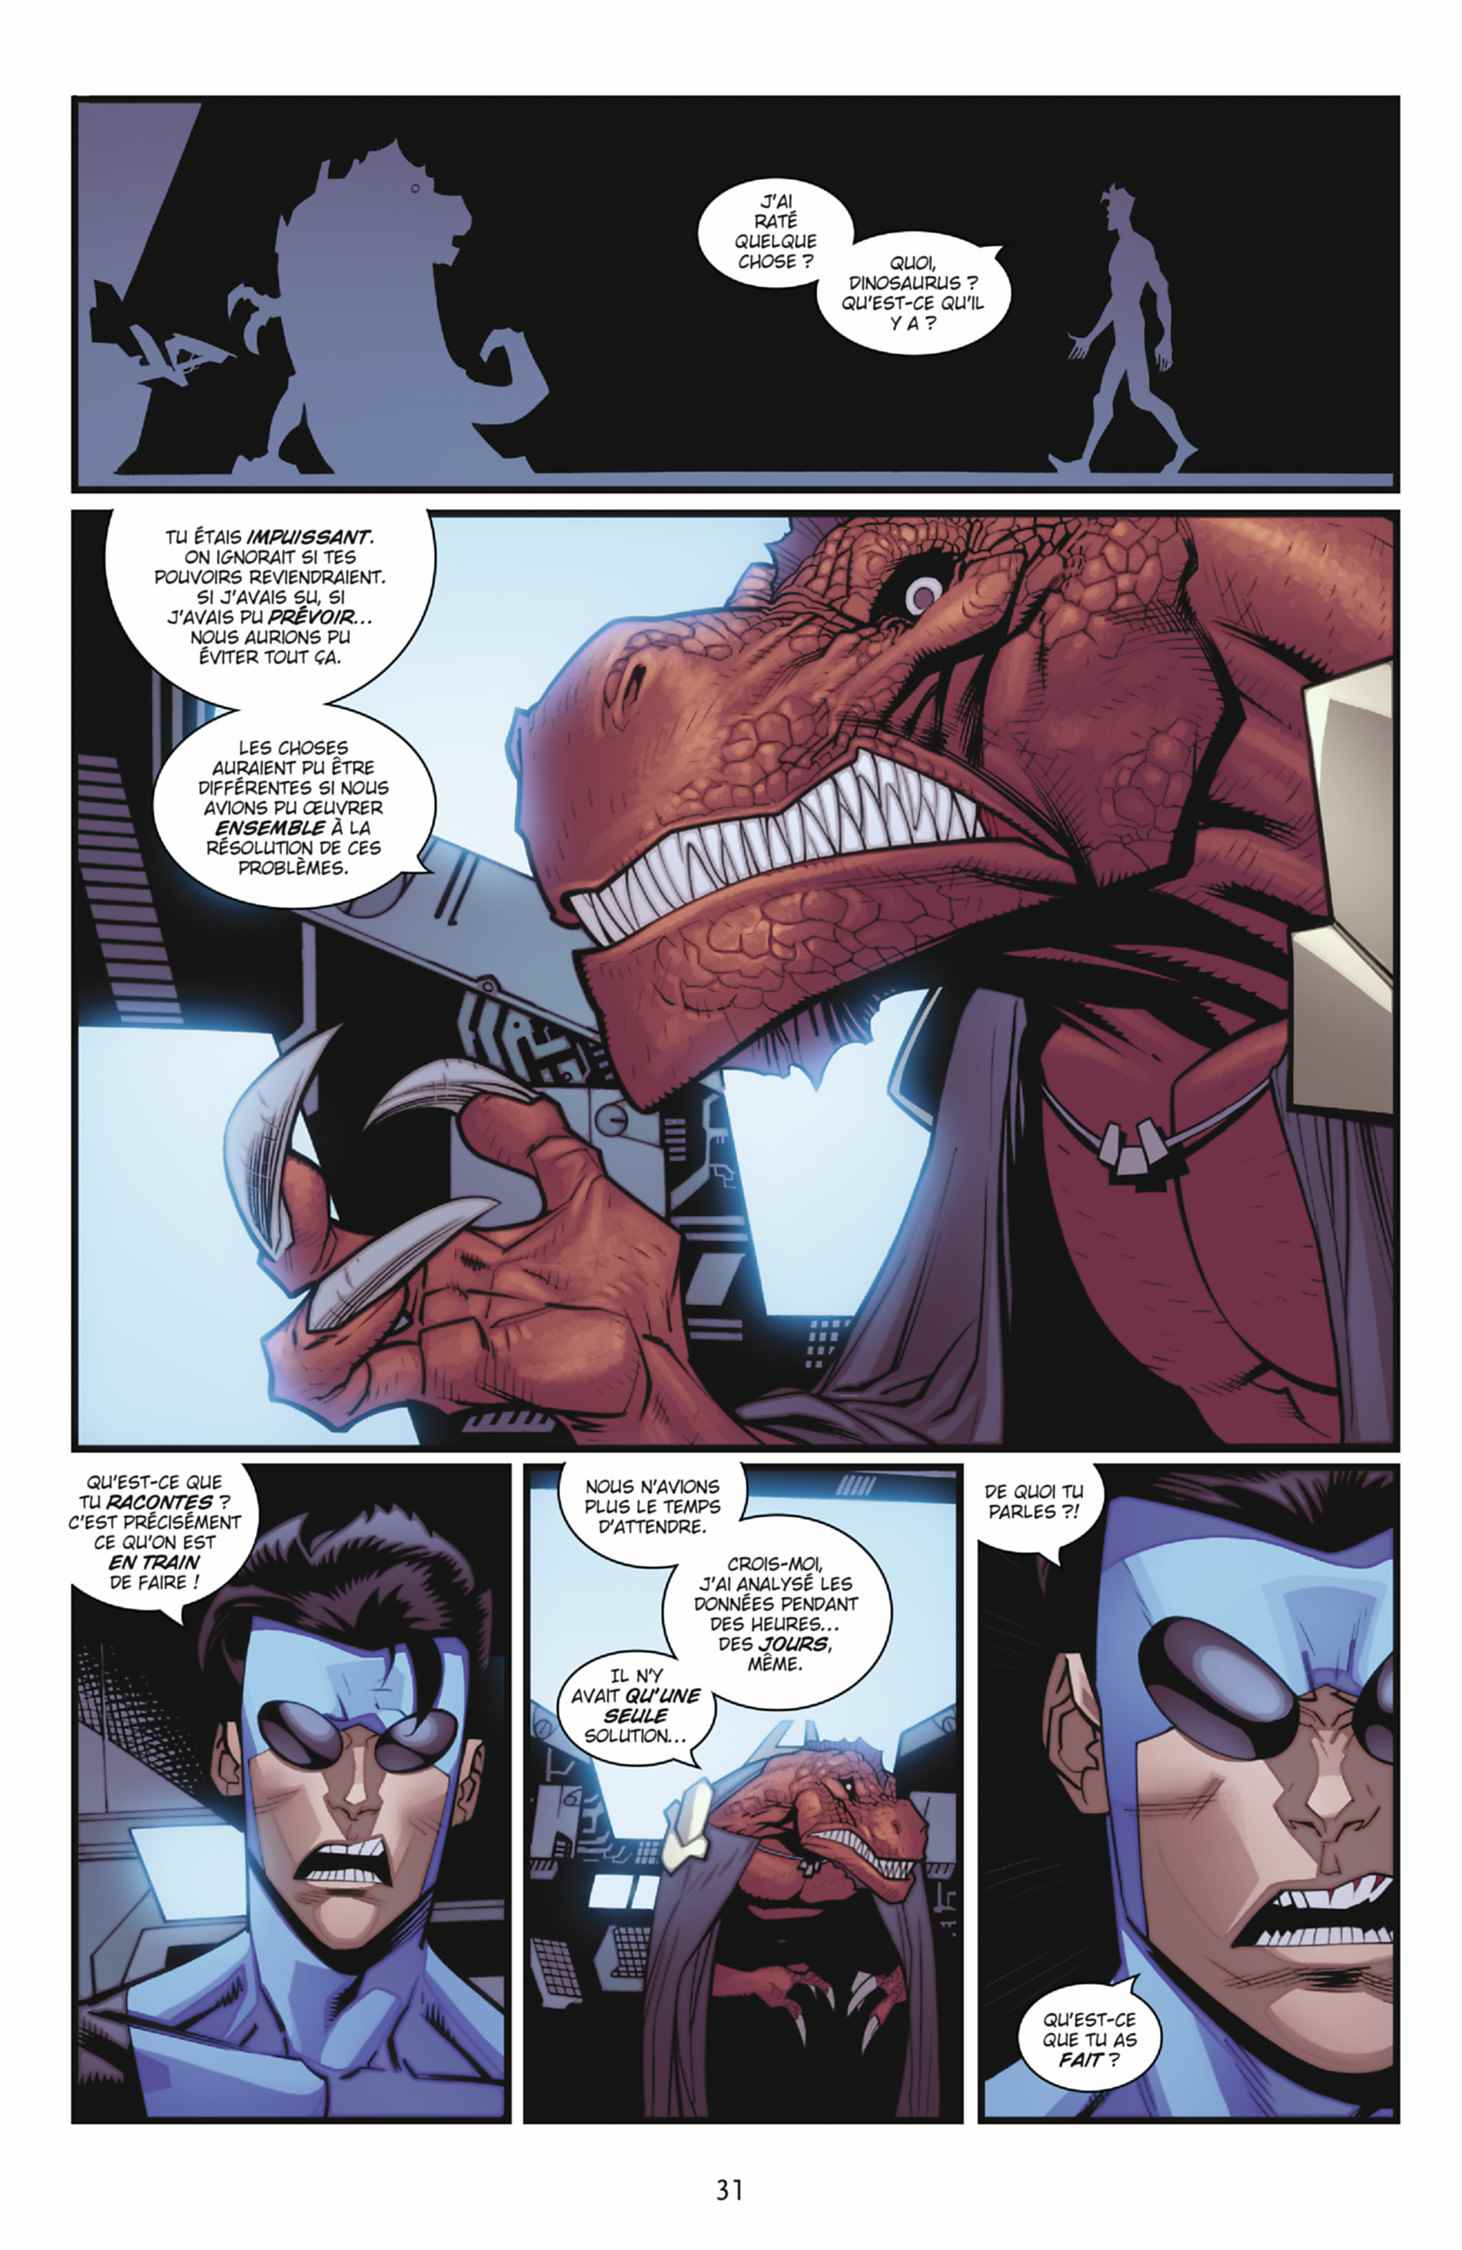 J'AI
RATÉ
QUELQUE
CHOSE ?
QUOI,
DINOSAURUS ?
QU'EST-CE QU'IL
Y A ?
TU ÉTAIS IMPUISSANT.
ON IGNORAIT SI TES
POUVOIRS REVIENDRAIENT.
SI J'AVAIS SU, SI
J'AVAIS PU PRÉVOIR...
NOUS AURIONS PU
ÉVITER TOUT ÇA.
LES CHOSES
AURAIENT PU ÊTRE
DIFFÉRENTES SI NOUS
AVIONS PU ŒUVRER
ENSEMBLE À LA
RÉSOLUTION DE CES
PROBLÈMES.
QU'EST-CE QUE
TU RACONTES ?
C'EST PRÉCISÉMENT
CE QU'ON EST
EN TRAIN
DE FAIRE !
NOUS N'AVIONS
PLUS LE TEMPS
D'ATTENDRE.
CROIS-MOI,
J'AI ANALYSÉ LES
DONNÉES PENDANT
DES HEURES...
DES JOURS,
MÊME.
IL N'Y
AVAIT QU'UNE
SEULE
SOLUTION...
DE QUOI TU
PARLES ?!
QU'EST-CE
QUE TU AS
FAIT ?
31